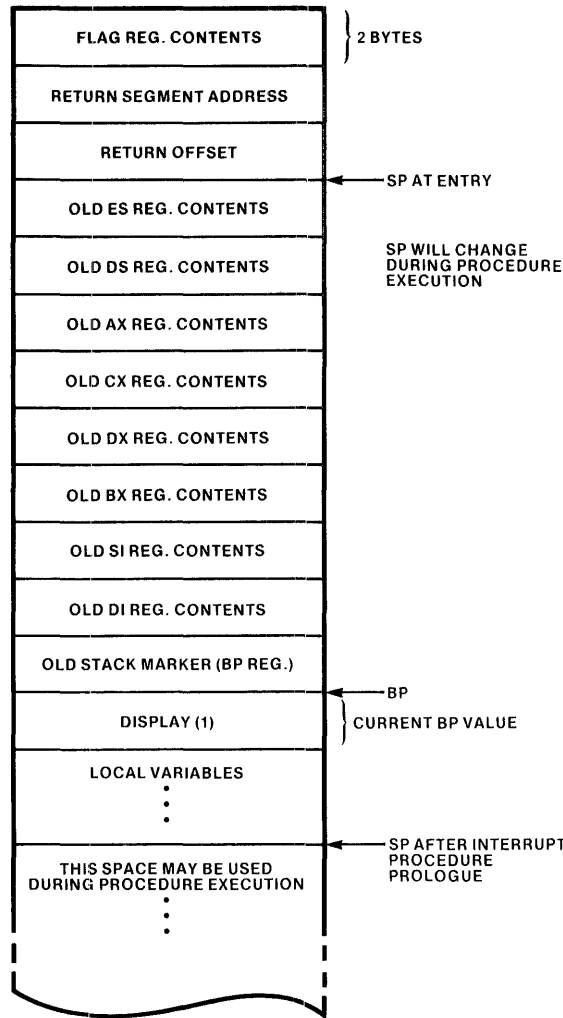 FLAG REG. CONTENTS
2 BYTES
RETURN SEGMENT ADDRESS
RETURN OFFSET
SP AT ENTRY
OLD ES REG. CONTENTS
SP WILL CHANGE
DURING PROCEDURE
EXECUTION
OLD DS REG. CONTENTS
OLD AX REG. CONTENTS
OLD CX REG. CONTENTS
OLD DX REG. CONTENTS
OLD BX REG. CONTENTS
OLD SI REG. CONTENTS
OLD DI REG. CONTENTS
OLD STACK MARKER (BP REG.)
BP
DISPLAY (1)
CURRENT BP VALUE
LOCAL VARIABLES
SP AFTER INTERRUPT
PROCEDURE
PROLOGUE
THIS SPACE MAY BE USED
DURING PROCEDURE EXECUTION